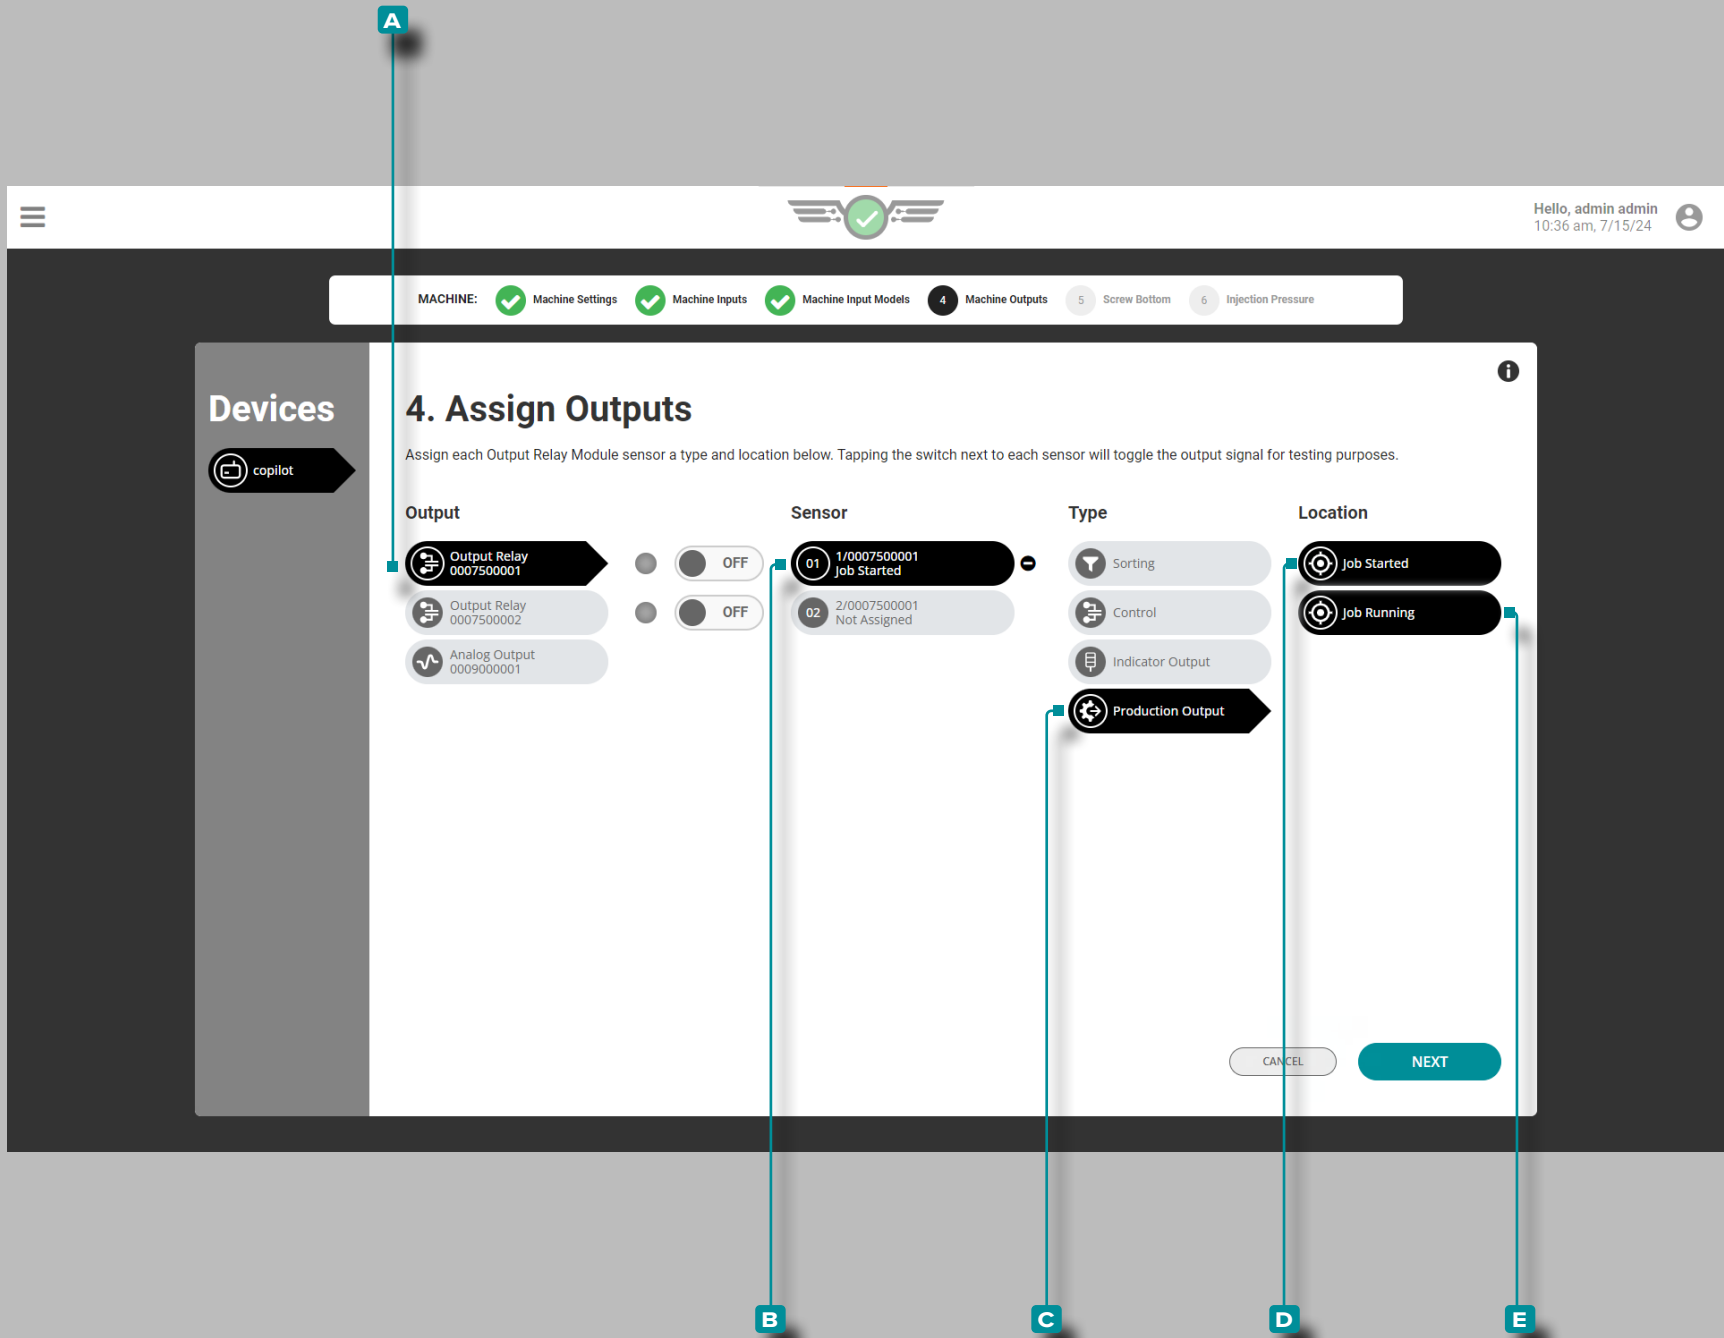 A
Hello, admin admin
10:36 am, 7/15/24
MACHINE: Machine Settings Machine Inputs Machine Input Models 4 Machine Outputs 5 Screw Bottom 6 Injection Pressure
Devices
copilot
4. Assign Outputs
Assign each Output Relay Module sensor a type and location below. Tapping the switch next to each sensor will toggle the output signal for testing purposes.
Output
Output Relay
0007500001
Output Relay
0007500002
Analog Output
0009000001
OFF
OFF
Sensor
01 1/0007500001
Job Started
02 2/0007500001
Not Assigned
Type
Sorting
Control
Indicator Output
Production Output
Location
Job Started
Job Running
CANCEL
NEXT
B
C
D
E